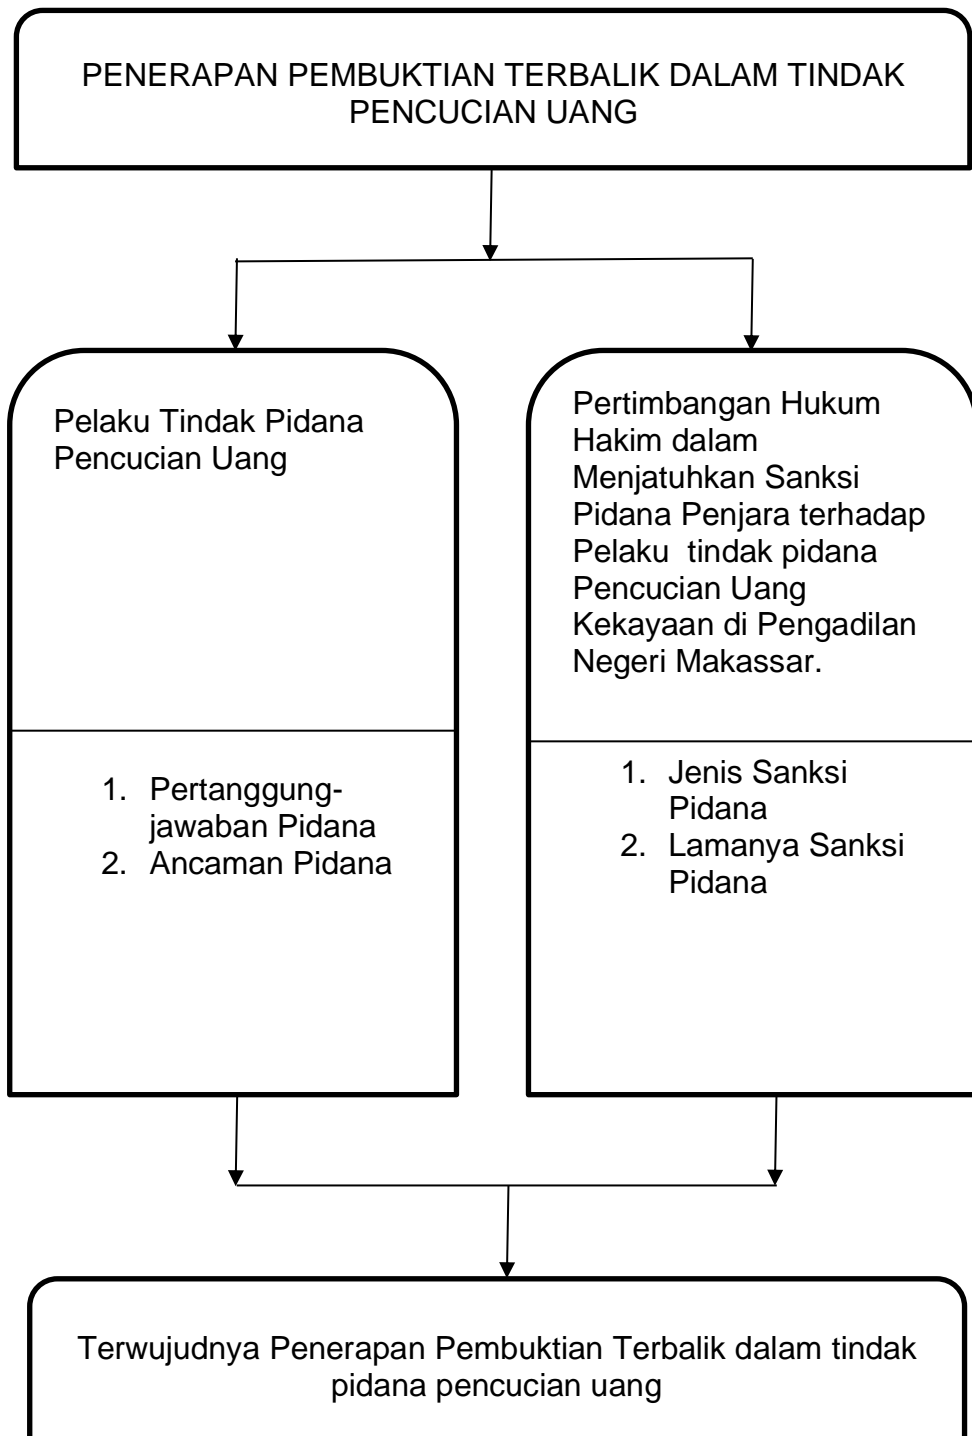 PENERAPAN PEMBUKTIAN TERBALIK DALAM TINDAK
PENCUCIAN UANG
Pelaku Tindak Pidana
Pencucian Uang
1. Pertanggung-
jawaban Pidana
2. Ancaman Pidana
Pertimbangan Hukum
Hakim dalam
Menjatuhkan Sanksi
Pidana Penjara terhadap
Pelaku  tindak pidana
Pencucian Uang
Kekayaan di Pengadilan
Negeri Makassar.
1. Jenis Sanksi
Pidana
2. Lamanya Sanksi
Pidana
Terwujudnya Penerapan Pembuktian Terbalik dalam tindak
pidana pencucian uang